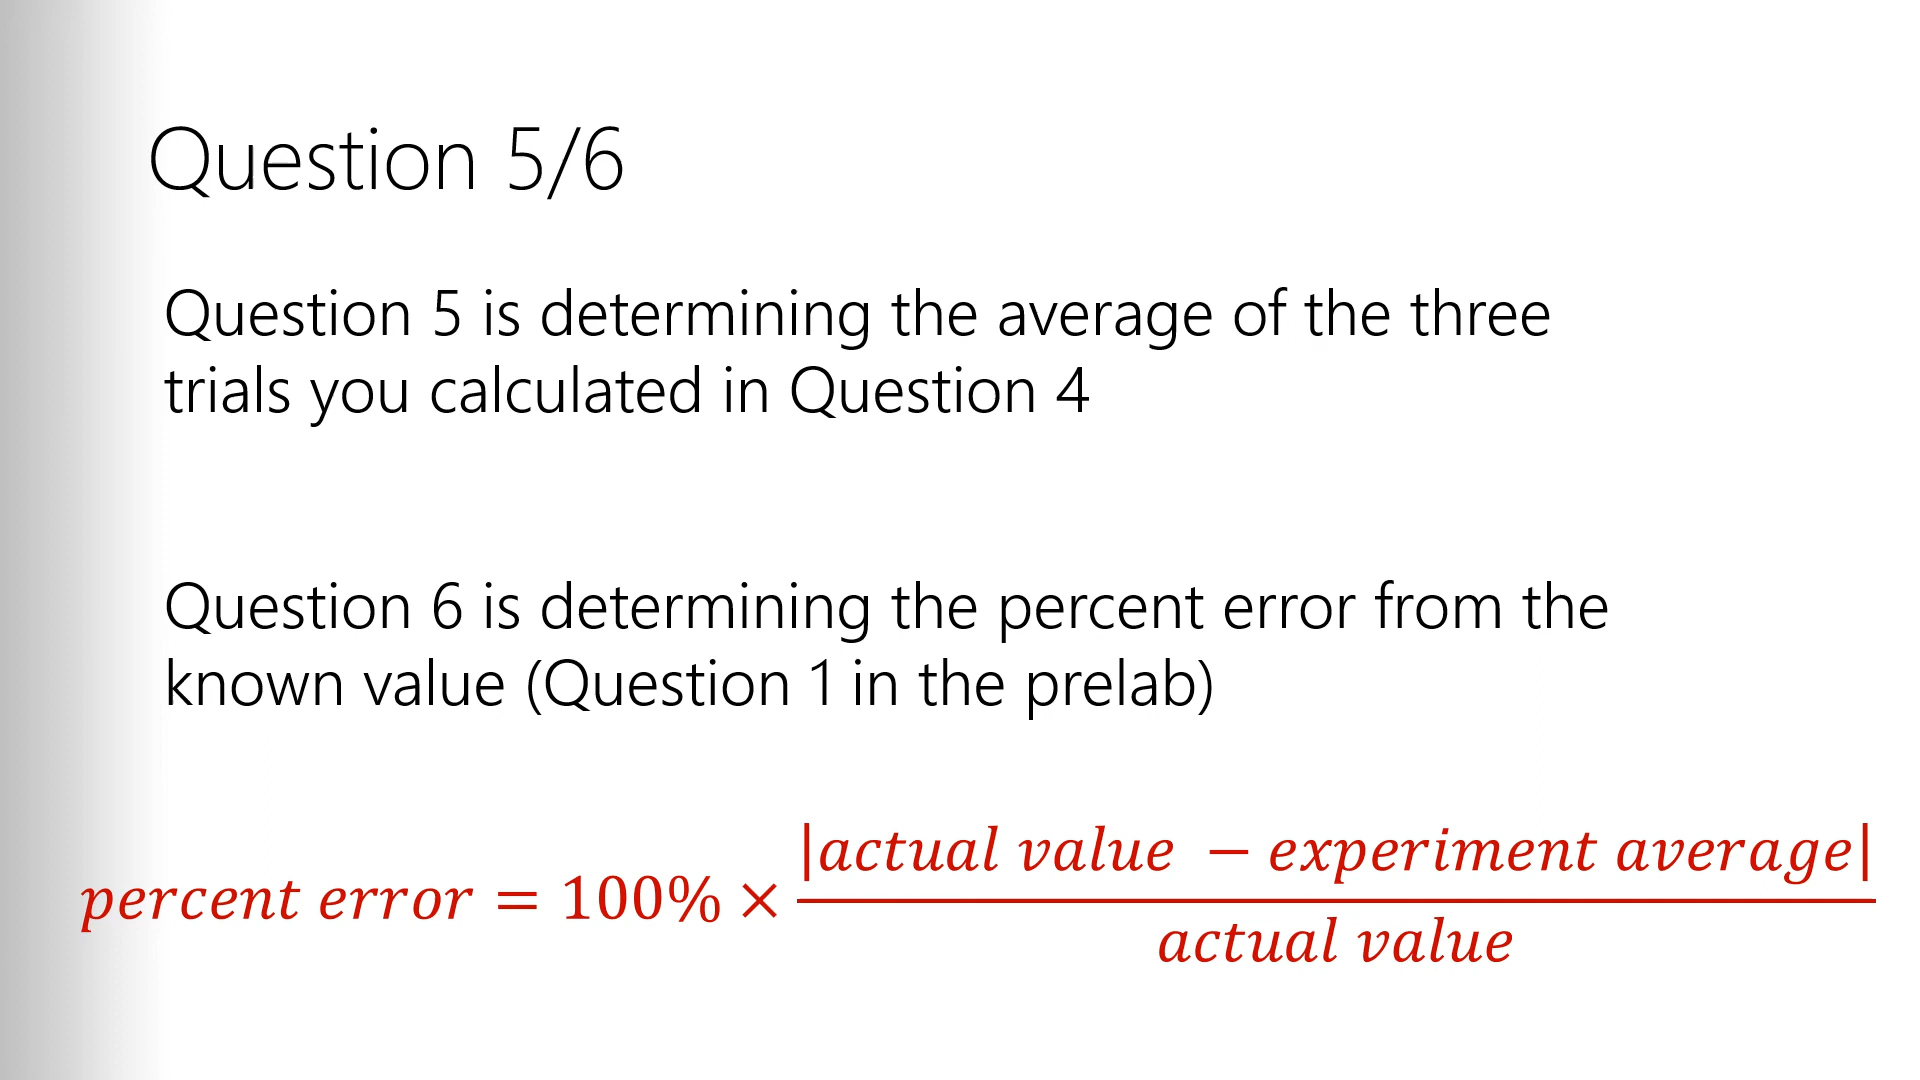 Question 5/6
Question 5 is determining the average of the three
trials you calculated in Question 4
Question 6 is determining the percent error from the
known value (Question 1 in the prelab)
percent error = 100% × |actual value − experiment average| / actual value